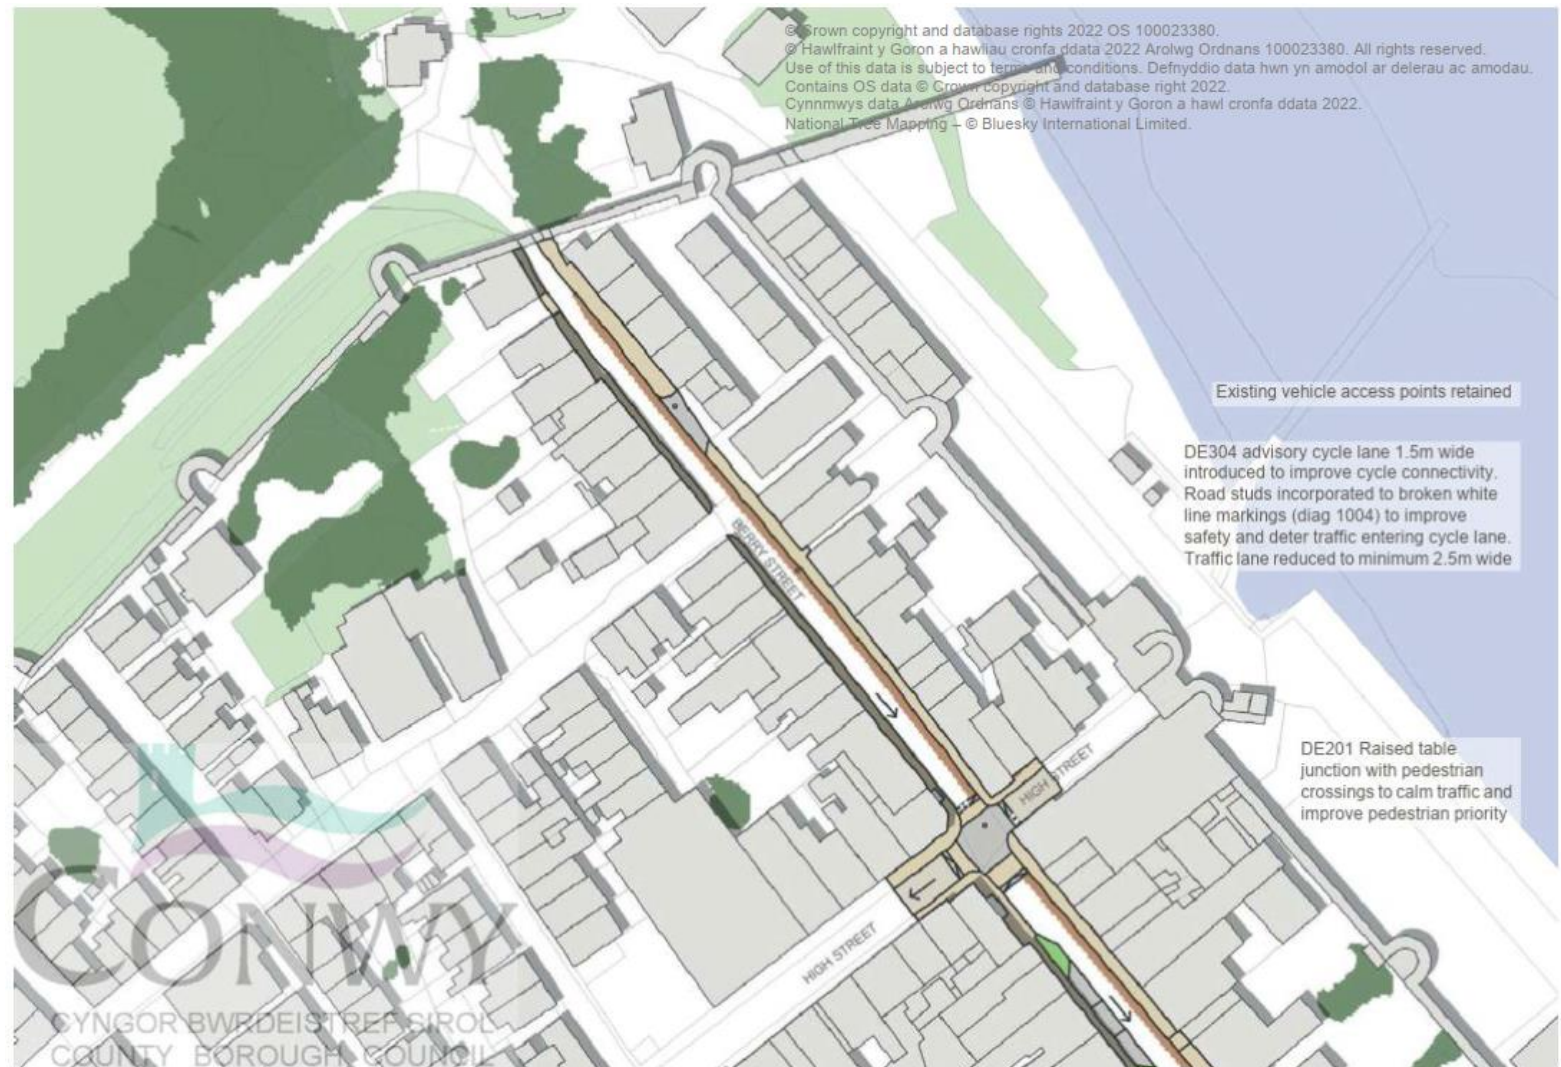 © Crown copyright and database rights 2022 OS 100023380.
© Hawlfraint y Goron a hawliau cronfa ddata 2022 Arolwg Ordnans 100023380. All rights reserved.
Use of this data is subject to terms and conditions. Defnyddio data hwn yn amodol ar delerau ac amodau.
Contains OS data © Crown copyright and database right 2022.
Cynnmwys data Arolwg Ordnans © Hawlfraint y Goron a hawl cronfa ddata 2022.
National Tree Mapping – © Bluesky International Limited.
Existing vehicle access points retained
DE304 advisory cycle lane 1.5m wide
introduced to improve cycle connectivity.
Road studs incorporated to broken white
line markings (diag 1004) to improve
safety and deter traffic entering cycle lane.
Traffic lane reduced to minimum 2.5m wide
BERRY STREET
DE201 Raised table
junction with pedestrian
crossings to calm traffic and
improve pedestrian priority
HIGH STREET
HIGH STREET
CONWY
CYNGOR BWRDEISTREF SIROL
COUNTY BOROUGH COUNCIL